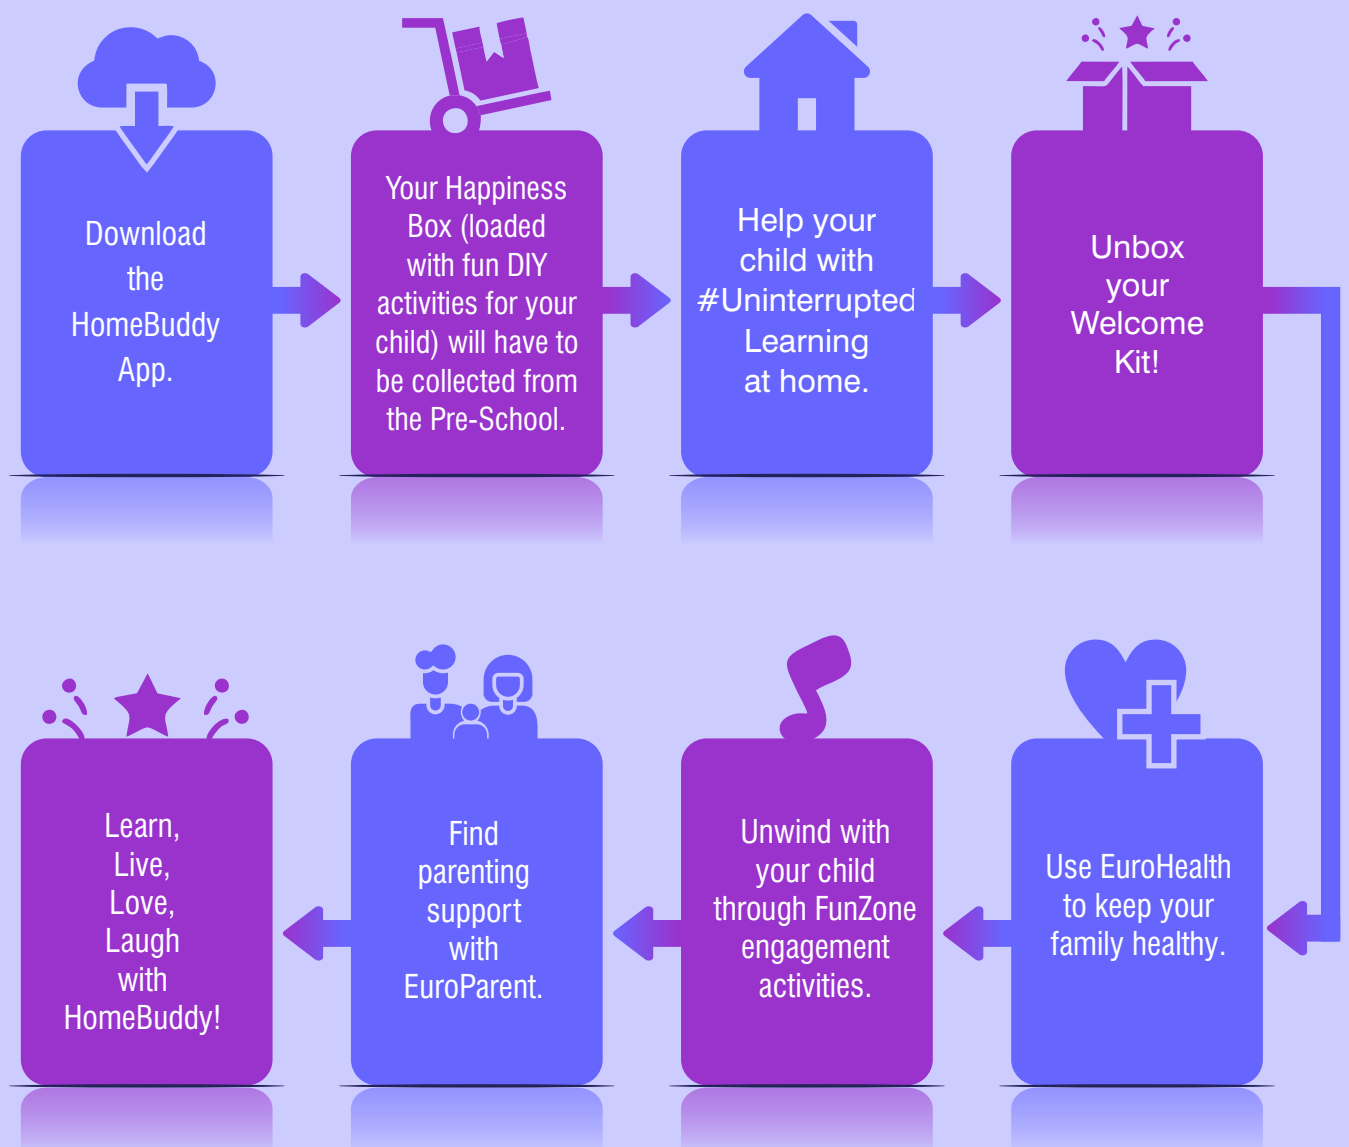 Download
the
HomeBuddy
App.
Your Happiness
Box (loaded
with fun DIY
activities for your
child) will have to
be collected from
the Pre-School.
Help your
child with
#Uninterrupted
Learning
at home.
Unbox
your
Welcome
Kit!
Use EuroHealth
to keep your
family healthy.
Unwind with
your child
through FunZone
engagement
activities.
Find
parenting
support
with
EuroParent.
Learn,
Live,
Love,
Laugh
with
HomeBuddy!